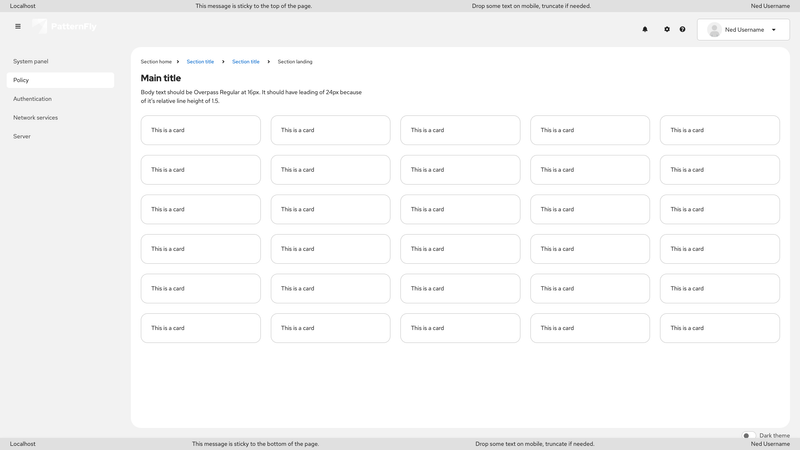 Localhost This message is sticky to the top of the page. Drop some text on mobile, truncate if needed. Ned Username
PatternFly
Ned Username
System panel
Policy
Authentication
Network services
Server
Section home Section title Section title Section landing
Main title
Body text should be Overpass Regular at 16px. It should have leading of 24px because
of it's relative line height of 1.5.
This is a card This is a card This is a card This is a card This is a card
This is a card This is a card This is a card This is a card This is a card
This is a card This is a card This is a card This is a card This is a card
This is a card This is a card This is a card This is a card This is a card
This is a card This is a card This is a card This is a card This is a card
This is a card This is a card This is a card This is a card This is a card
Dark theme
Localhost This message is sticky to the bottom of the page. Drop some text on mobile, truncate if needed. Ned Username